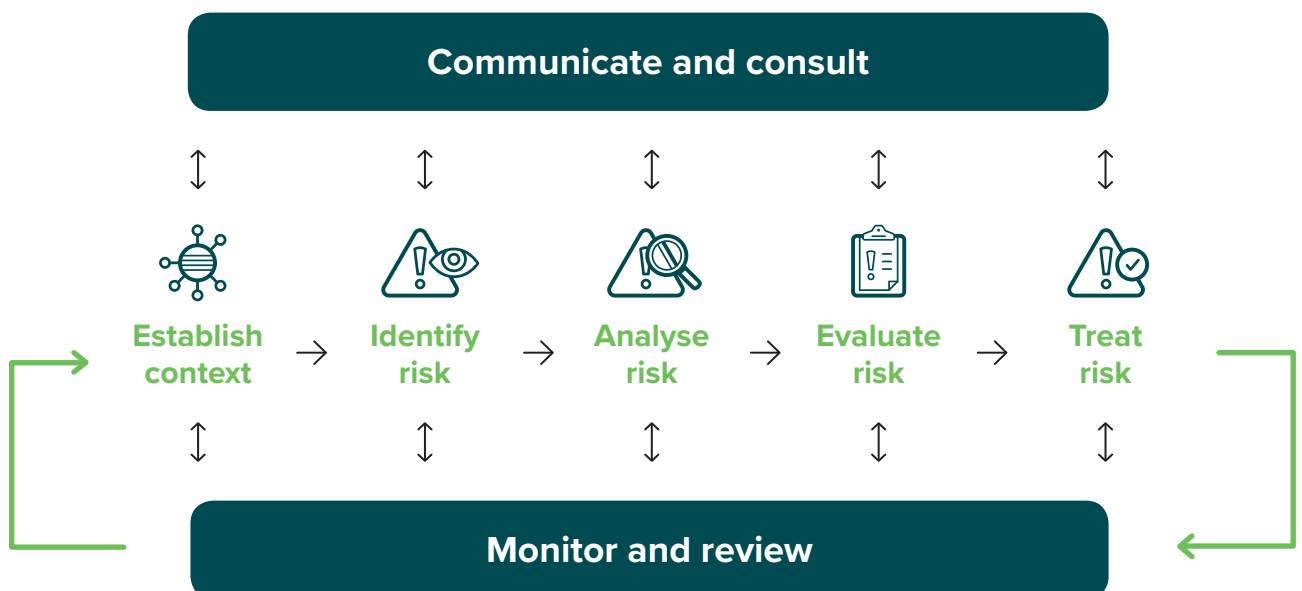 Communicate and consult
Establish
context
Identify
risk
Analyse
risk
Evaluate
risk
Treat
risk
Monitor and review